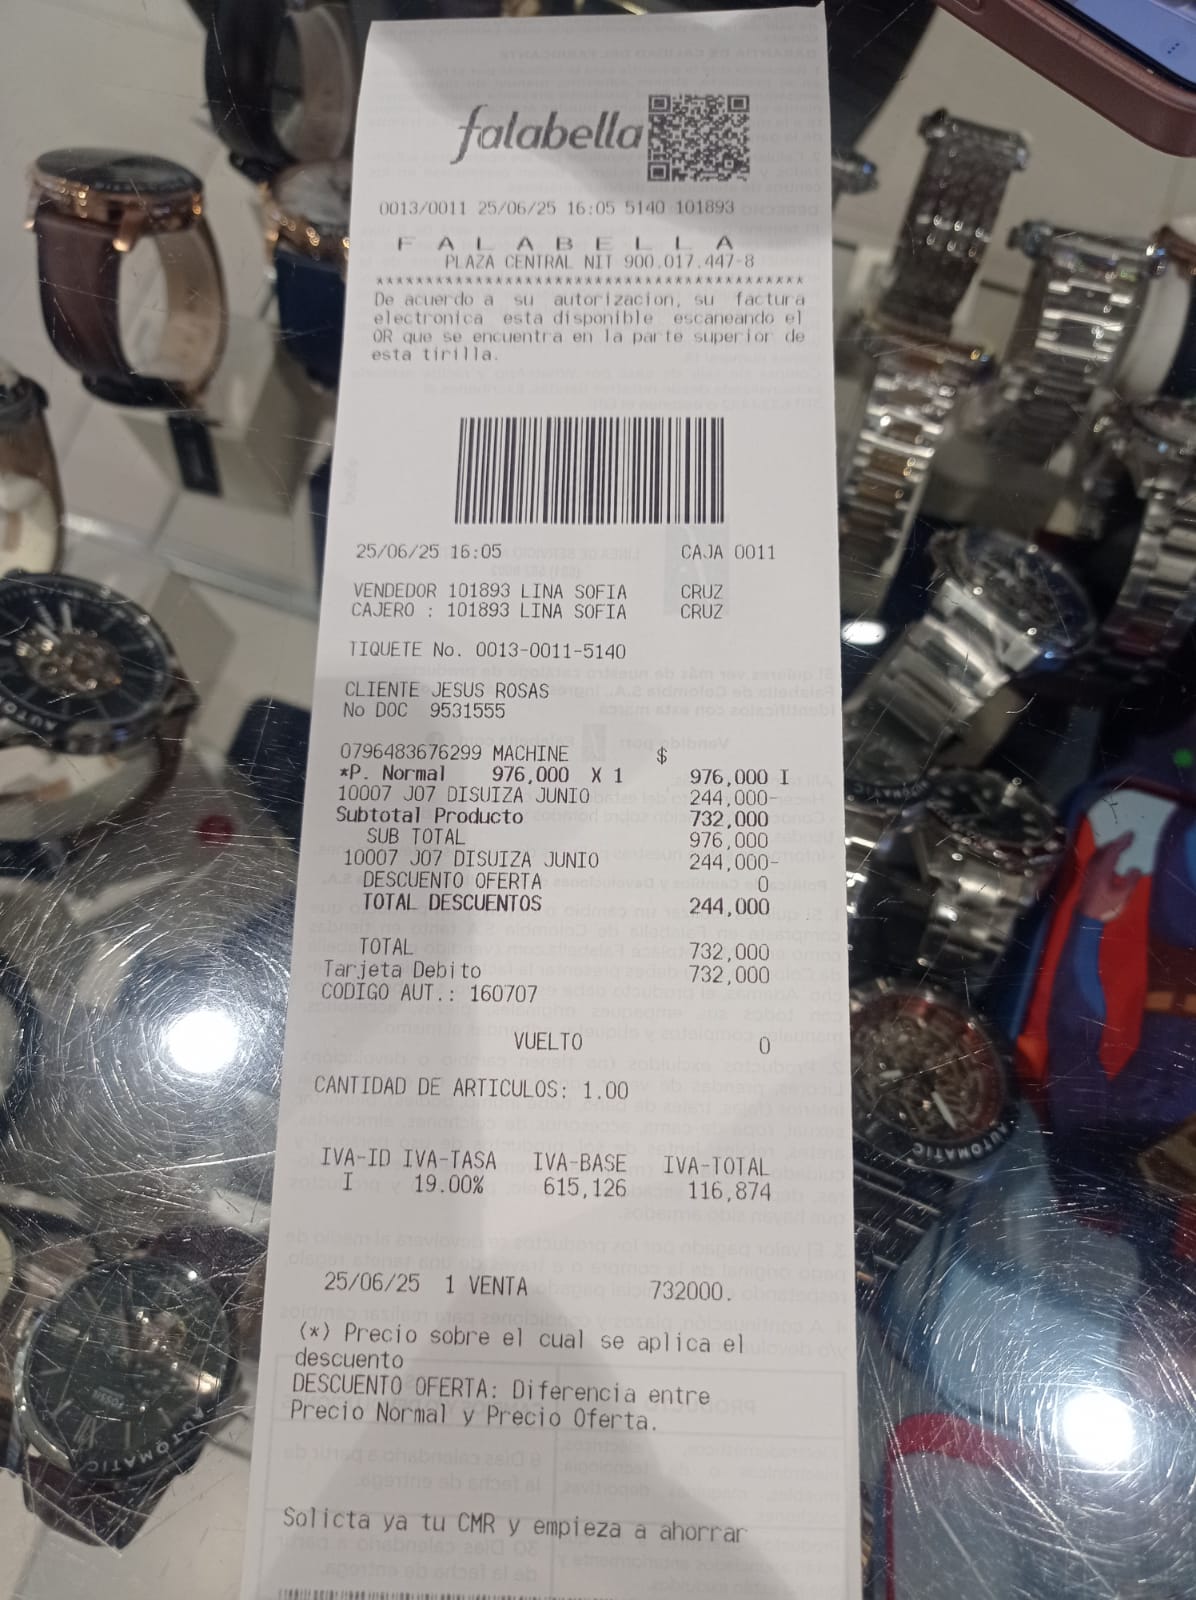 falabella
0013/0011 25/06/25 16:05 5140 101893
F A L A B E L L A
PLAZA CENTRAL NIT 900.017.447-8
****************************************
De acuerdo a su autorizacion, su factura
electronica esta disponible escaneando el
QR que se encuentra en la parte superior de
esta tirilla.
25/06/25 16:05 CAJA 0011
VENDEDOR 101893 LINA SOFIA CRUZ
CAJERO : 101893 LINA SOFIA CRUZ
TIQUETE No. 0013-0011-5140
CLIENTE JESUS ROSAS
No DOC 9531555
0796483676299 MACHINE $
*P. Normal 976,000 X 1 976,000 I
10007 J07 DISUIZA JUNIO 244,000-
Subtotal Producto 732,000
SUB TOTAL 976,000
10007 J07 DISUIZA JUNIO 244,000-
DESCUENTO OFERTA 0
TOTAL DESCUENTOS 244,000
TOTAL 732,000
Tarjeta Debito 732,000
CODIGO AUT.: 160707
VUELTO 0
CANTIDAD DE ARTICULOS: 1.00
IVA-ID IVA-TASA IVA-BASE IVA-TOTAL
I 19.00% 615,126 116,874
25/06/25 1 VENTA 732000.
(*) Precio sobre el cual se aplica el
descuento
DESCUENTO OFERTA: Diferencia entre
Precio Normal y Precio Oferta.
Solicta ya tu CMR y empieza a ahorrar
AUTOMATIC
AUTOMATIC